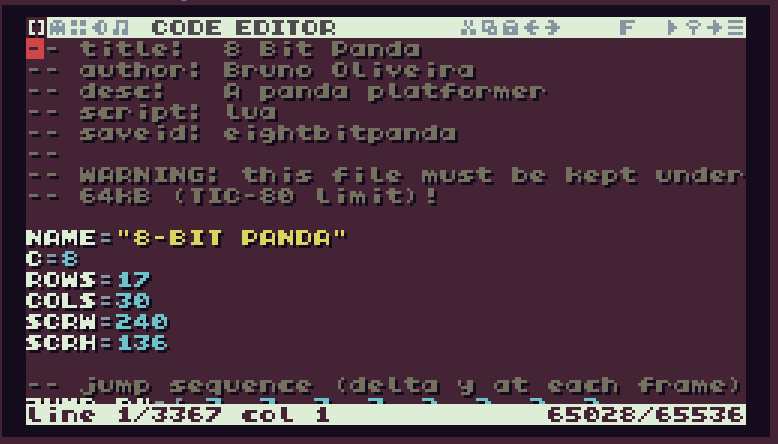 CODE EDITOR F
-- title:  8 Bit Panda
-- author: Bruno Oliveira
-- desc:   A panda platformer
-- script: lua
-- saveid: eightbitpanda
--
-- WARNING: this file must be kept under
-- 64KB (TIC-80 limit)!
NAME="8-BIT PANDA"
C=8
ROWS=17
COLS=30
SCRW=240
SCRH=136
-- jump sequence (delta y at each frame)
line 1/3367 col 1 65028/65536